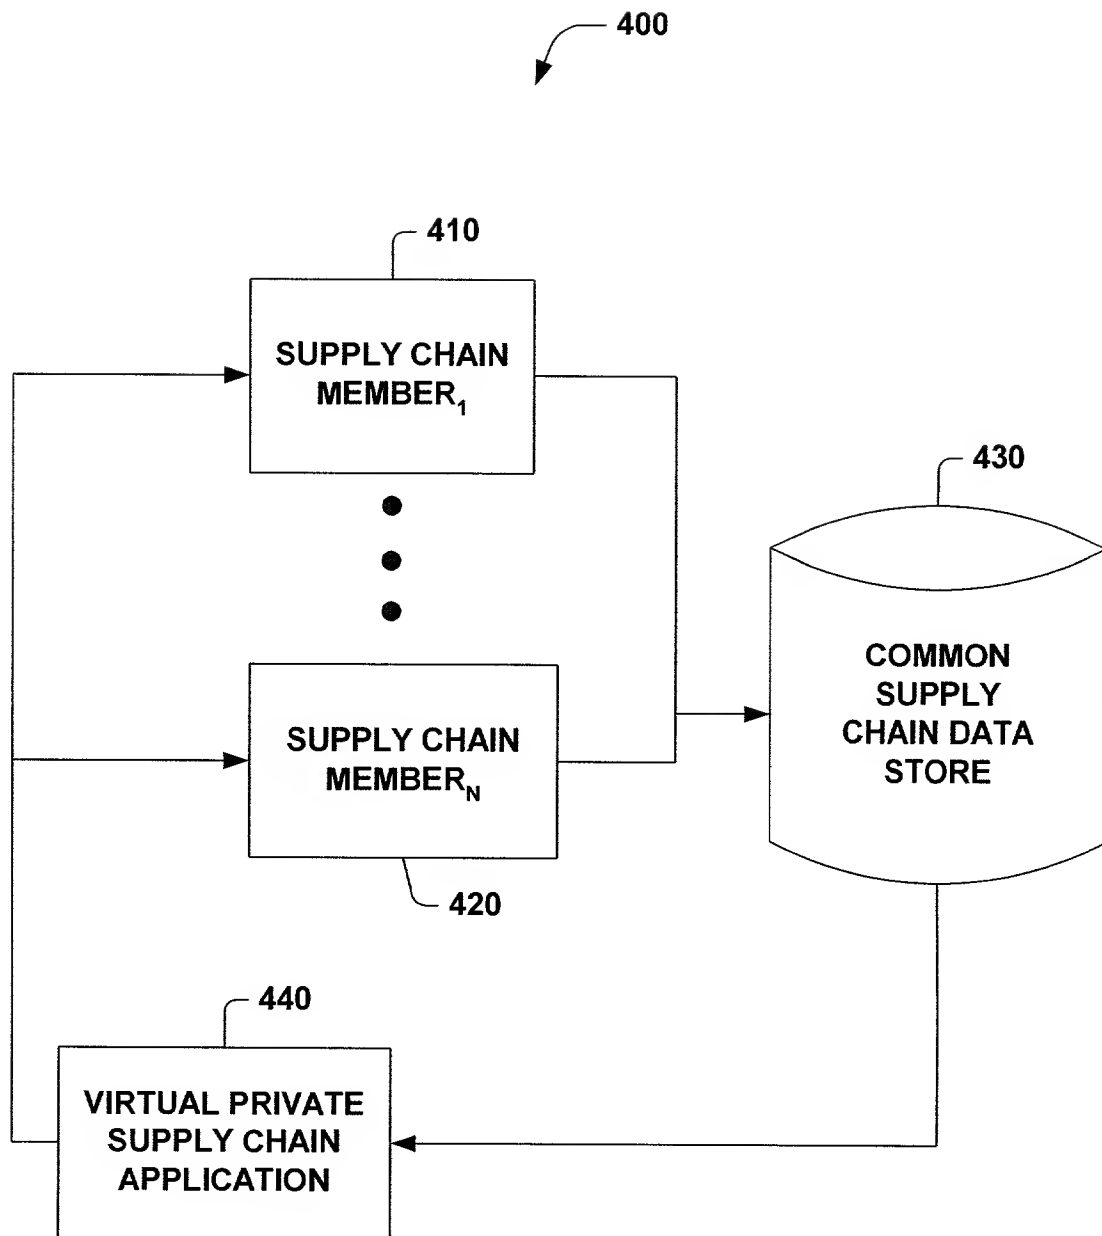 400
410
SUPPLY CHAIN
MEMBER₁
430
COMMON
SUPPLY
CHAIN DATA
STORE
SUPPLY CHAIN
MEMBER_N
420
440
VIRTUAL PRIVATE
SUPPLY CHAIN
APPLICATION